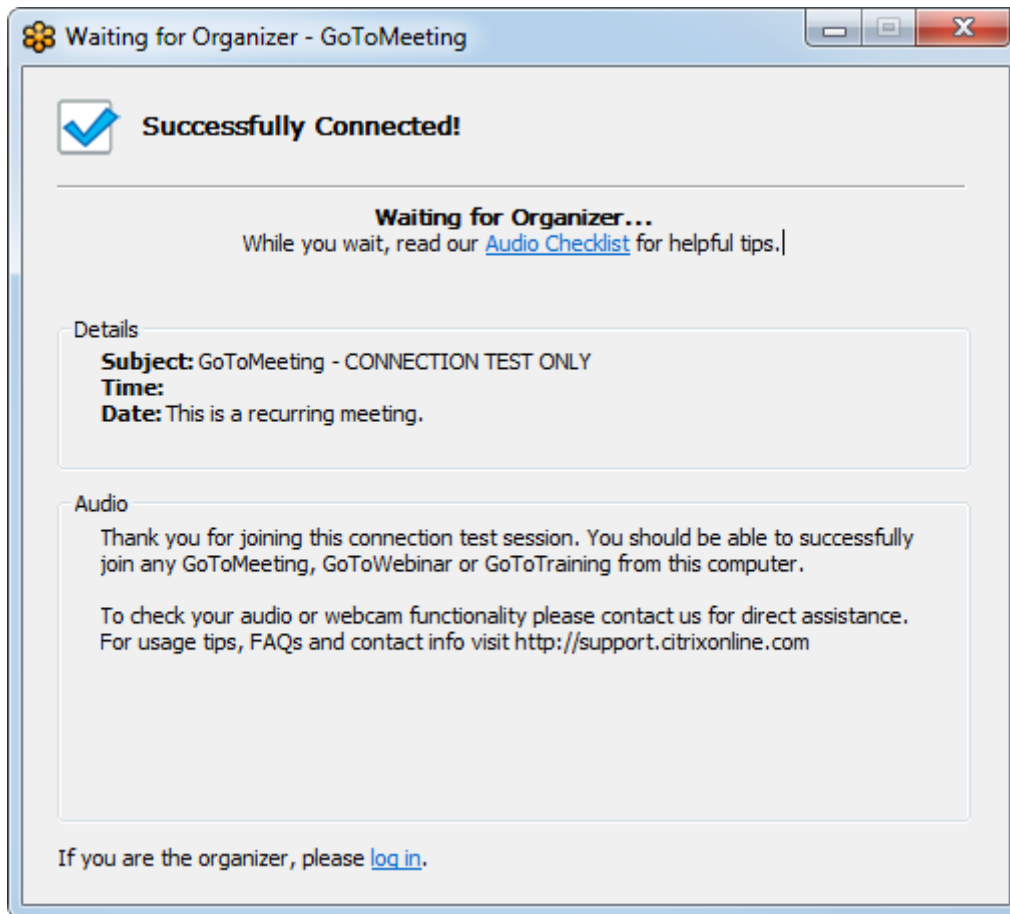 Waiting for Organizer - GoToMeeting
Successfully Connected!
Waiting for Organizer...
While you wait, read our Audio Checklist for helpful tips.
Details
Subject: GoToMeeting - CONNECTION TEST ONLY
Time:
Date: This is a recurring meeting.
Audio
Thank you for joining this connection test session. You should be able to successfully
join any GoToMeeting, GoToWebinar or GoToTraining from this computer.
To check your audio or webcam functionality please contact us for direct assistance.
For usage tips, FAQs and contact info visit http://support.citrixonline.com
If you are the organizer, please log in.